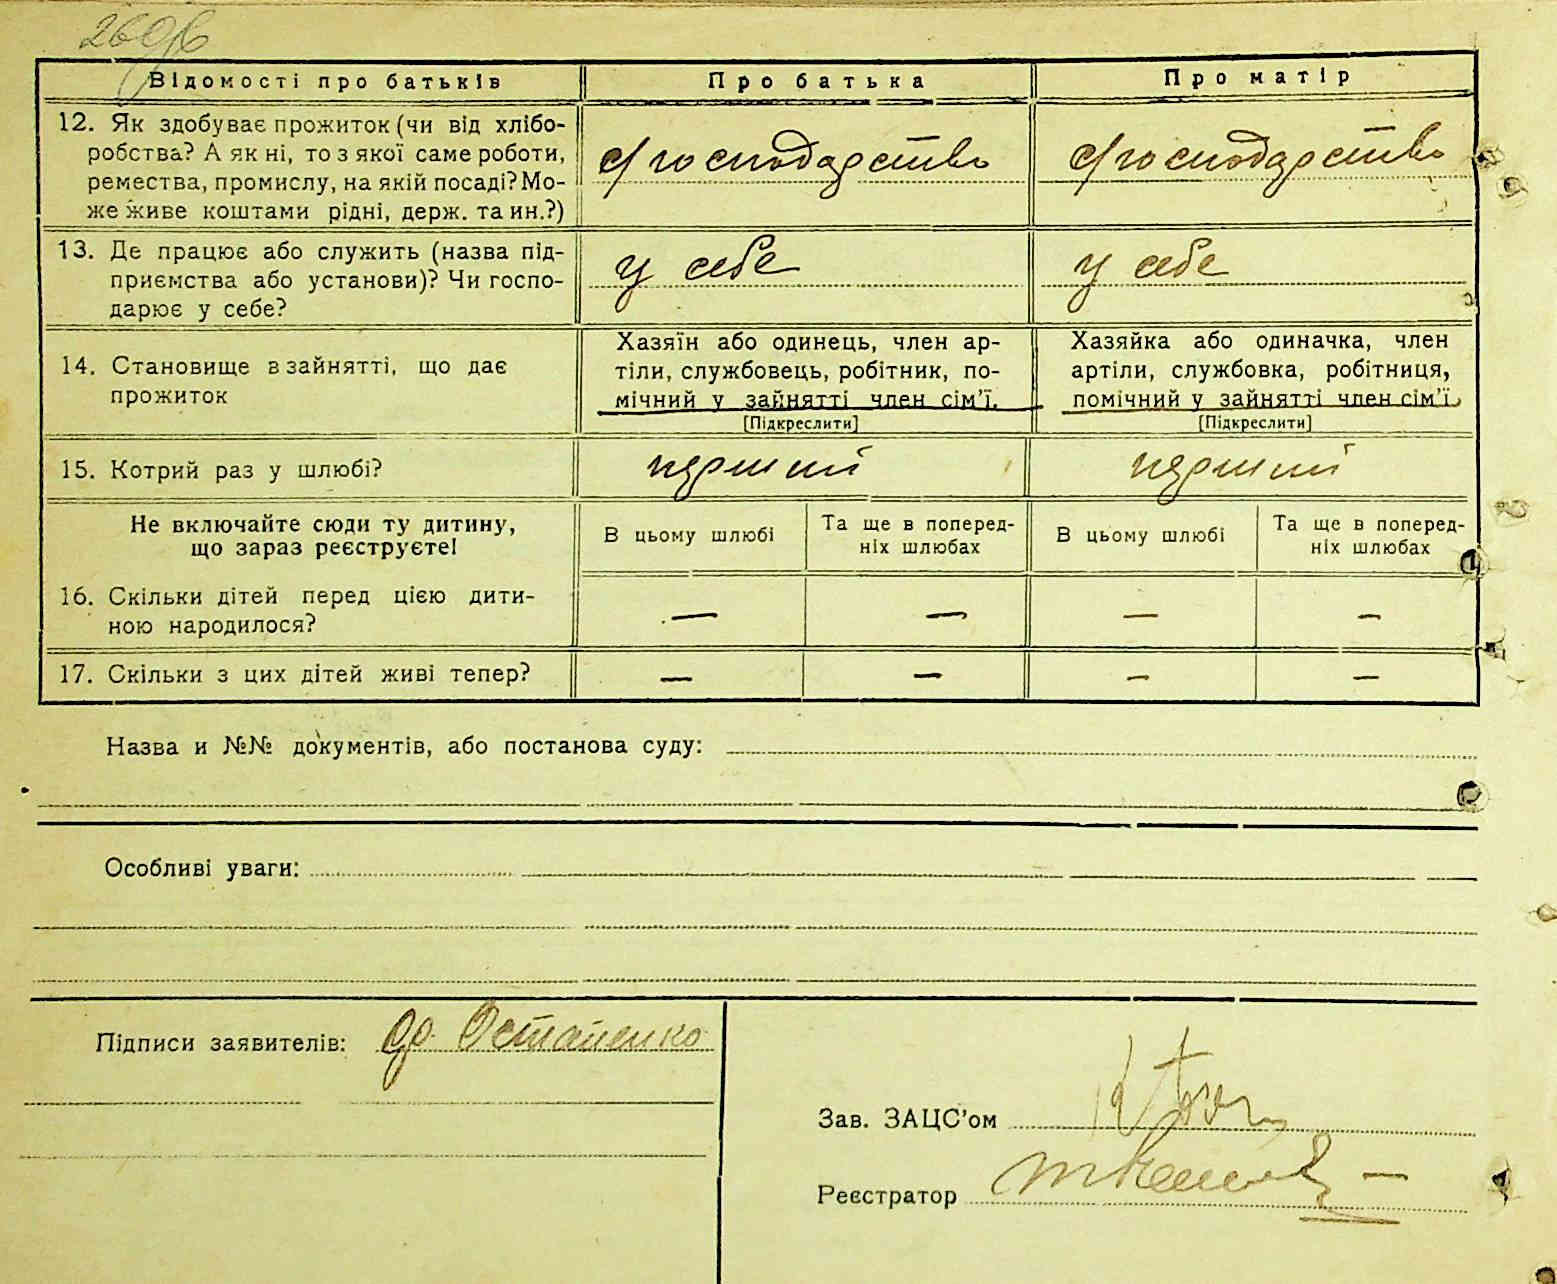 Відомості про батьків
Про батька
Про матір
12. Як здобуває прожиток (чи від хлібо-
робства? А як ні, то з якої саме роботи,
ремества, промислу, на якій посаді? Мо-
же живе коштами рідні, держ. та ин.?)
с/господарство
с/господарство
13. Де працює або служить (назва під-
приємства або установи)? Чи госпо-
дарює у себе?
у себе
у себе
14. Становище в зайнятті, що дає
прожиток
Хазяїн або одинець, член ар-
тіли, службовець, робітник, по-
мічний у зайнятті член сім'ї.
[Підкреслити]
Хазяйка або одиначка, член
артіли, службовка, робітниця,
помічний у зайнятті член сім'ї.
[Підкреслити]
15. Котрий раз у шлюбі?
перший
перший
Не включайте сюди ту дитину,
що зараз реєструєте!
В цьому шлюбі
Та ще в поперед-
ніх шлюбах
В цьому шлюбі
Та ще в поперед-
ніх шлюбах
16. Скільки дітей перед цією дити-
ною народилося?
— — — —
17. Скільки з цих дітей живі тепер?
— — — —
Назва и №№ документів, або постанова суду:
Особливі уваги:
Підписи заявителів: Остапенко
Зав. ЗАЦС'ом
Реєстратор